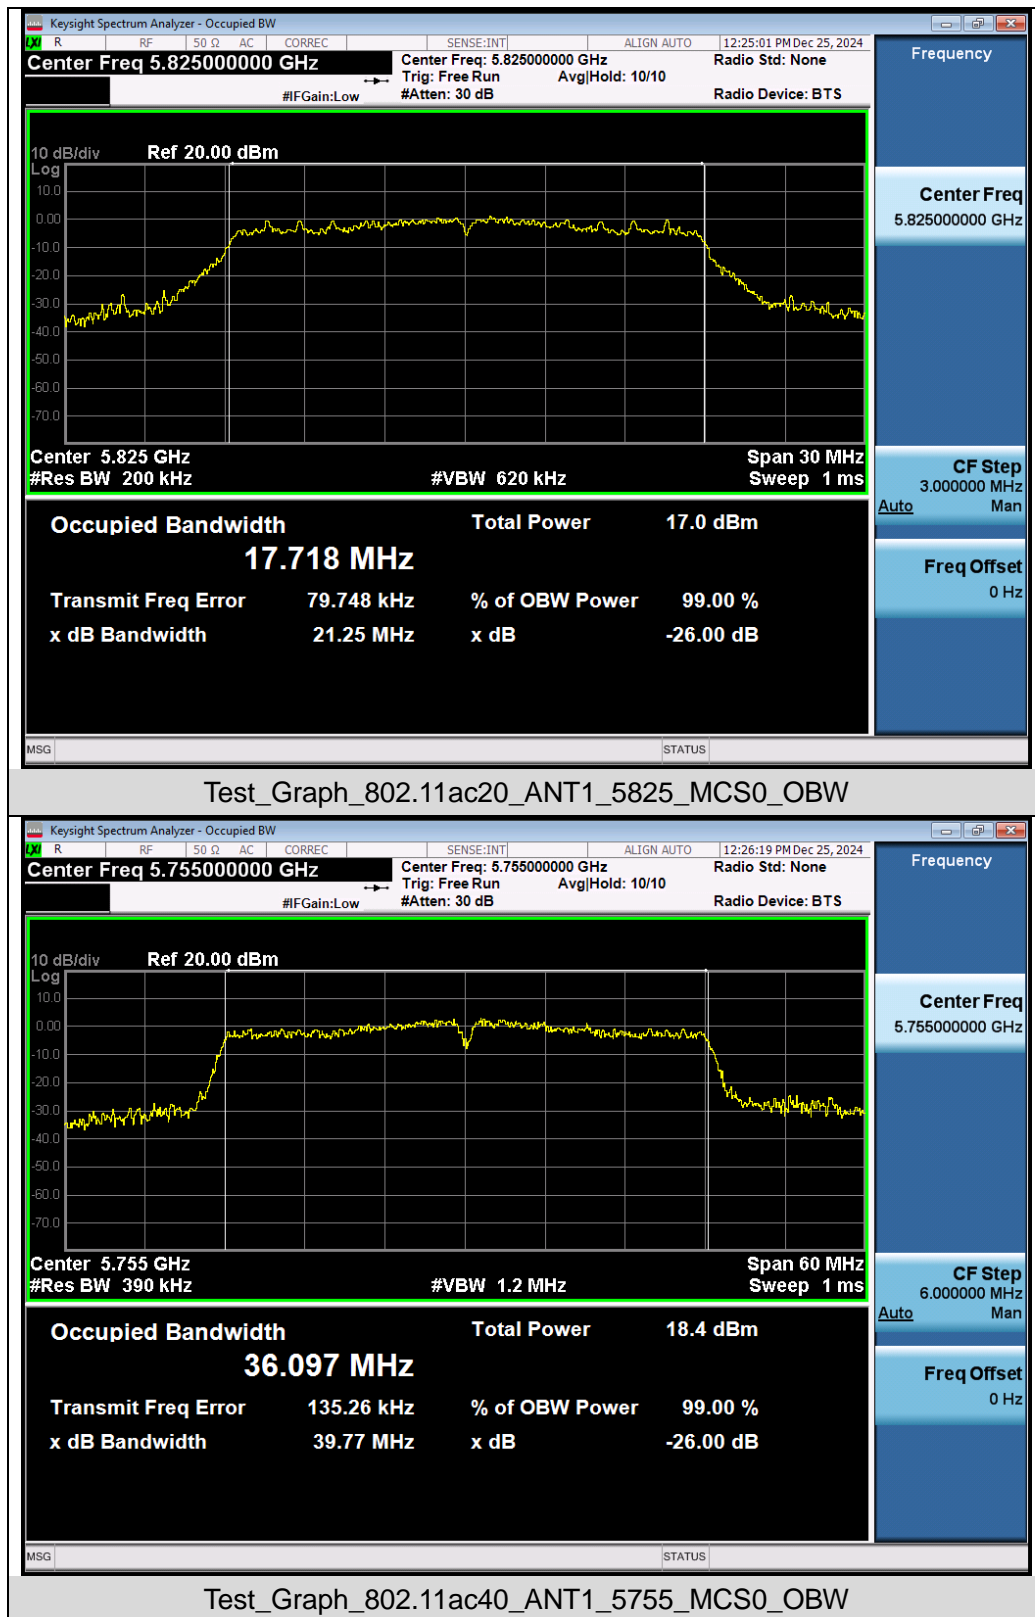 Keysight Spectrum Analyzer - Occupied BW
LXI R RF 50 Ω AC CORREC SENSE:INT ALIGN AUTO 12:25:01 PM Dec 25, 2024
Center Freq 5.825000000 GHz
Center Freq: 5.825000000 GHz
Radio Std: None
Trig: Free Run Avg|Hold: 10/10
#IFGain:Low #Atten: 30 dB
Radio Device: BTS
Frequency
10 dB/div Ref 20.00 dBm
Log
10.0
0.00
-10.0
-20.0
-30.0
-40.0
-50.0
-60.0
-70.0
Center Freq
5.825000000 GHz
Center 5.825 GHz Span 30 MHz
#Res BW 200 kHz #VBW 620 kHz Sweep 1 ms
CF Step
3.000000 MHz
Auto Man
Freq Offset
0 Hz
Occupied Bandwidth Total Power 17.0 dBm
17.718 MHz
Transmit Freq Error 79.748 kHz % of OBW Power 99.00 %
x dB Bandwidth 21.25 MHz x dB -26.00 dB
MSG STATUS
Test_Graph_802.11ac20_ANT1_5825_MCS0_OBW
Keysight Spectrum Analyzer - Occupied BW
LXI R RF 50 Ω AC CORREC SENSE:INT ALIGN AUTO 12:26:19 PM Dec 25, 2024
Center Freq 5.755000000 GHz
Center Freq: 5.755000000 GHz
Radio Std: None
Trig: Free Run Avg|Hold: 10/10
#IFGain:Low #Atten: 30 dB
Radio Device: BTS
Frequency
10 dB/div Ref 20.00 dBm
Log
10.0
0.00
-10.0
-20.0
-30.0
-40.0
-50.0
-60.0
-70.0
Center Freq
5.755000000 GHz
Center 5.755 GHz Span 60 MHz
#Res BW 390 kHz #VBW 1.2 MHz Sweep 1 ms
CF Step
6.000000 MHz
Auto Man
Freq Offset
0 Hz
Occupied Bandwidth Total Power 18.4 dBm
36.097 MHz
Transmit Freq Error 135.26 kHz % of OBW Power 99.00 %
x dB Bandwidth 39.77 MHz x dB -26.00 dB
MSG STATUS
Test_Graph_802.11ac40_ANT1_5755_MCS0_OBW